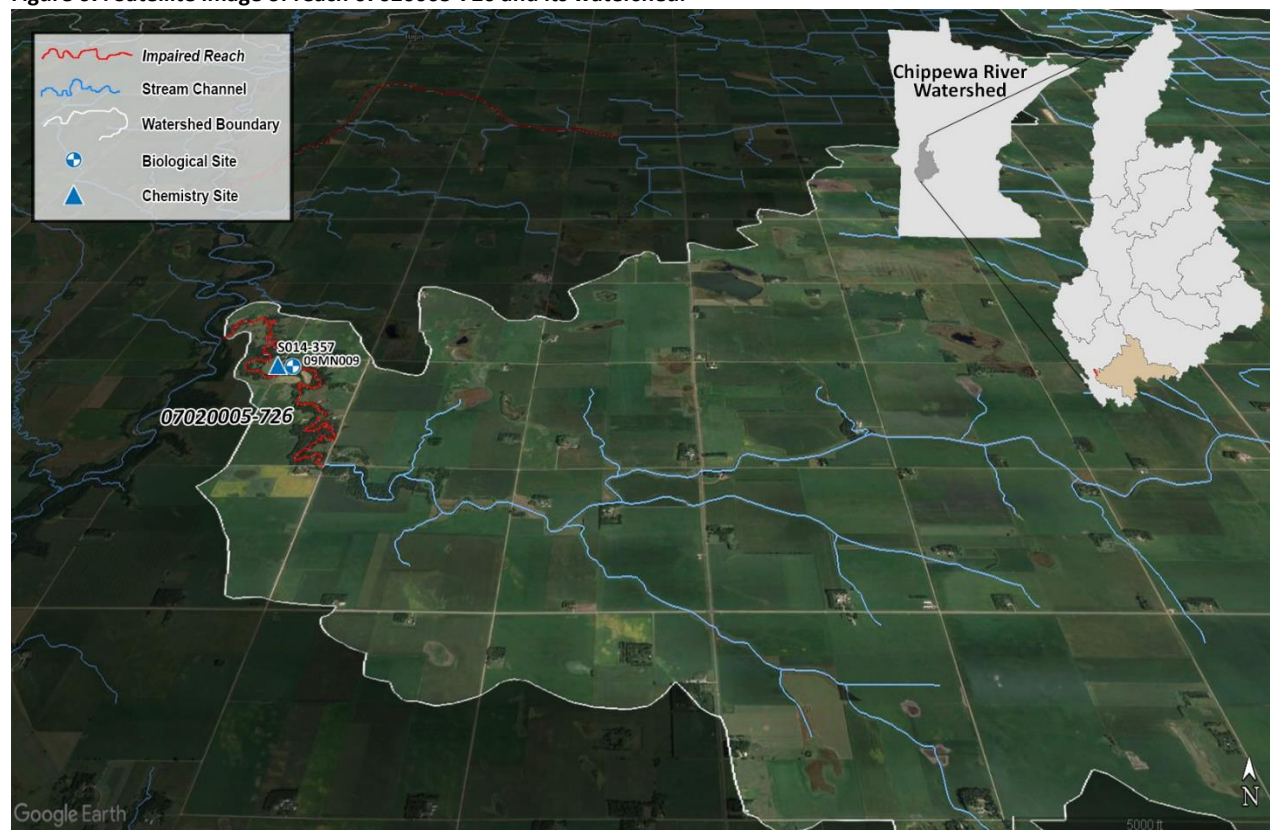 Impaired Reach
Stream Channel
Watershed Boundary
Biological Site
Chemistry Site
Chippewa River
Watershed
S014-357
09MN009
07020005-726
N
Google Earth
5000 ft